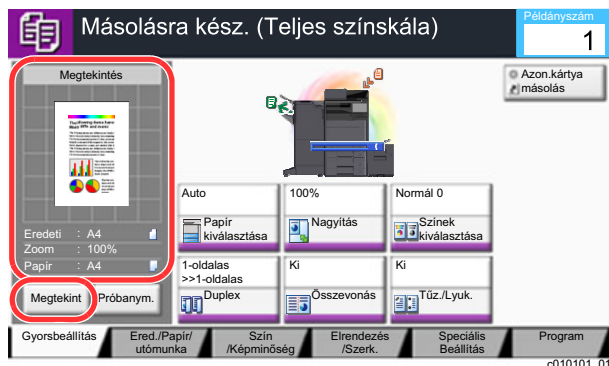 Másolásra kész. (Teljes színskála)
Példányszám
1
Megtekintés
Azon.kártya
másolás
Eredeti : A4
Zoom : 100%
Papír : A4
Megtekint
Próbanym.
Auto
Papír
kiválasztása
100%
Nagyítás
Normál 0
Színek
kiválasztása
1-oldalas
>>1-oldalas
Duplex
Ki
Összevonás
Ki
Tűz./Lyuk.
Gyorsbeállítás
Ered./Papír/
utómunka
Szín
/Képminőség
Elrendezés
/Szerk.
Speciális
Beállítás
Program
c010101_01